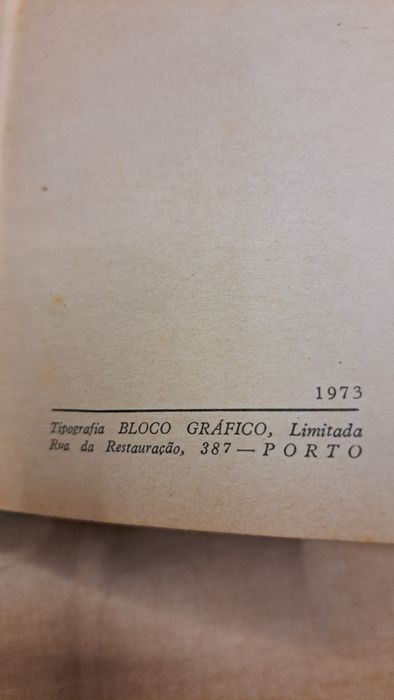 1973
Tipografia BLOCO GRÁFICO, Limitada
Rua da Restauração, 387 — PORTO